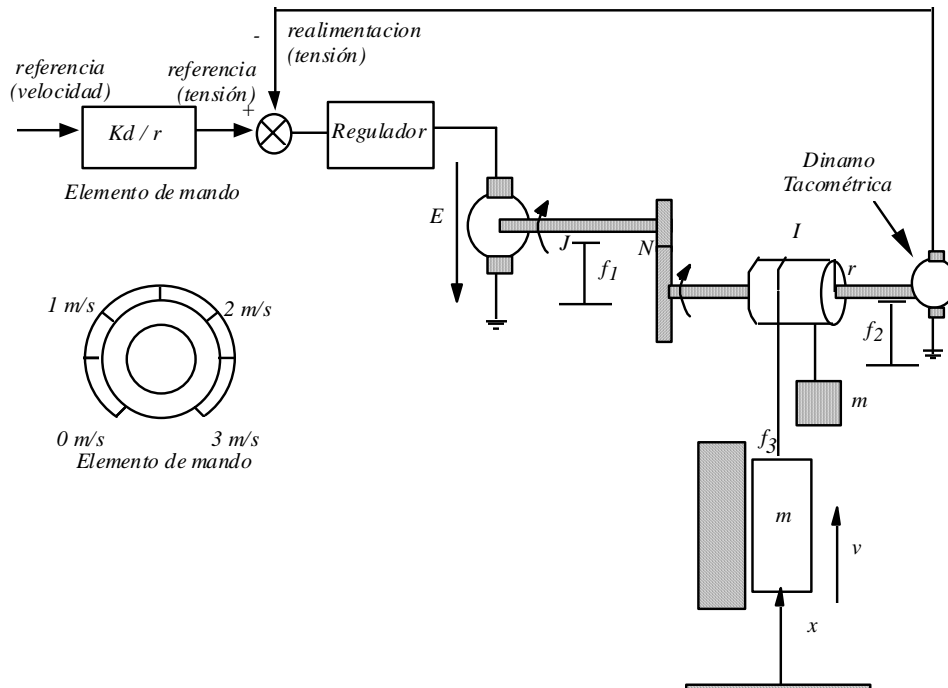 -
realimentacion
(tensión)
referencia
(velocidad)
referencia
(tensión)
+
Kd / r
Regulador
Elemento de mando
Dinamo
Tacométrica
E
J
f1
N
I
r
f2
m
1 m/s
2 m/s
0 m/s
3 m/s
Elemento de mando
f3
m
v
x